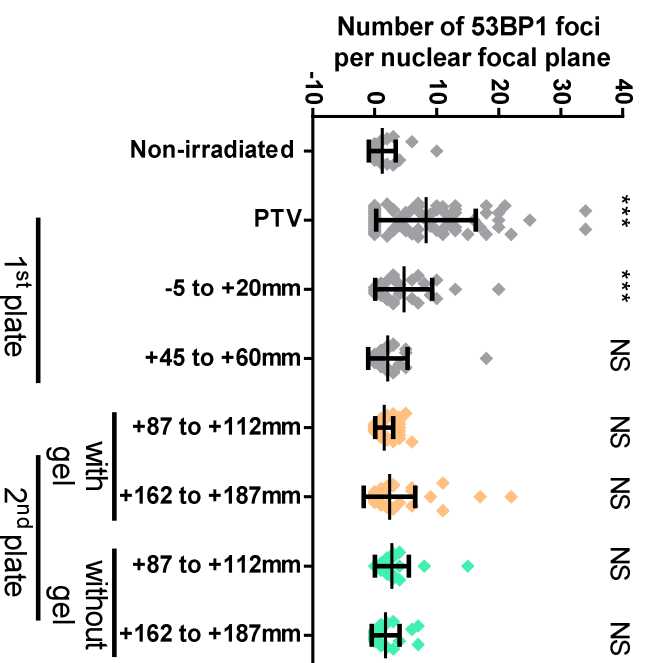 Number of 53BP1 foci
per nuclear focal plane
-10
0
10
20
30
40
Non-irradiated
***
PTV
***
-5 to +20mm
NS
+45 to +60mm
NS
+87 to +112mm
NS
+162 to +187mm
NS
+87 to +112mm
NS
+162 to +187mm
NS
1st plate
with
gel
without
gel
2nd plate